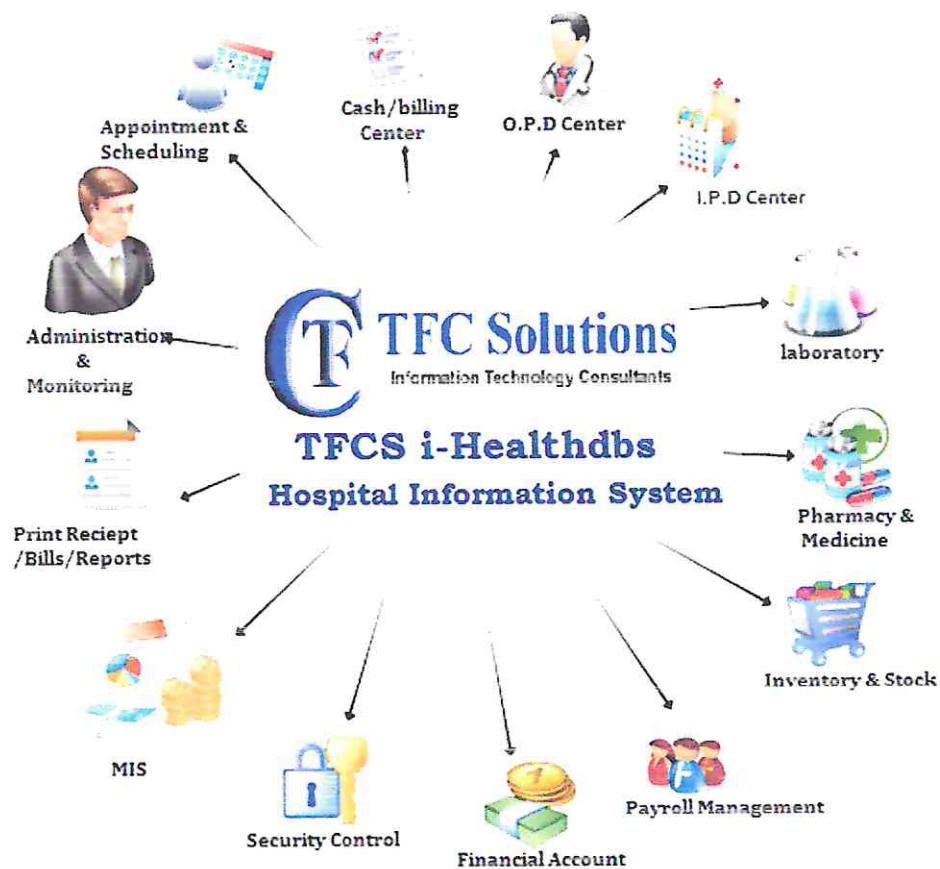 Appointment &
Scheduling
Cash/billing
Center
O.P.D Center
I.P.D Center
laboratory
Pharmacy &
Medicine
Inventory & Stock
Payroll Management
Financial Account
Security Control
MIS
Print Reciept
/Bills/Reports
Administration
&
Monitoring
CTF TFC Solutions
Information Technology Consultants
TFCS i-Healthdbs
Hospital Information System